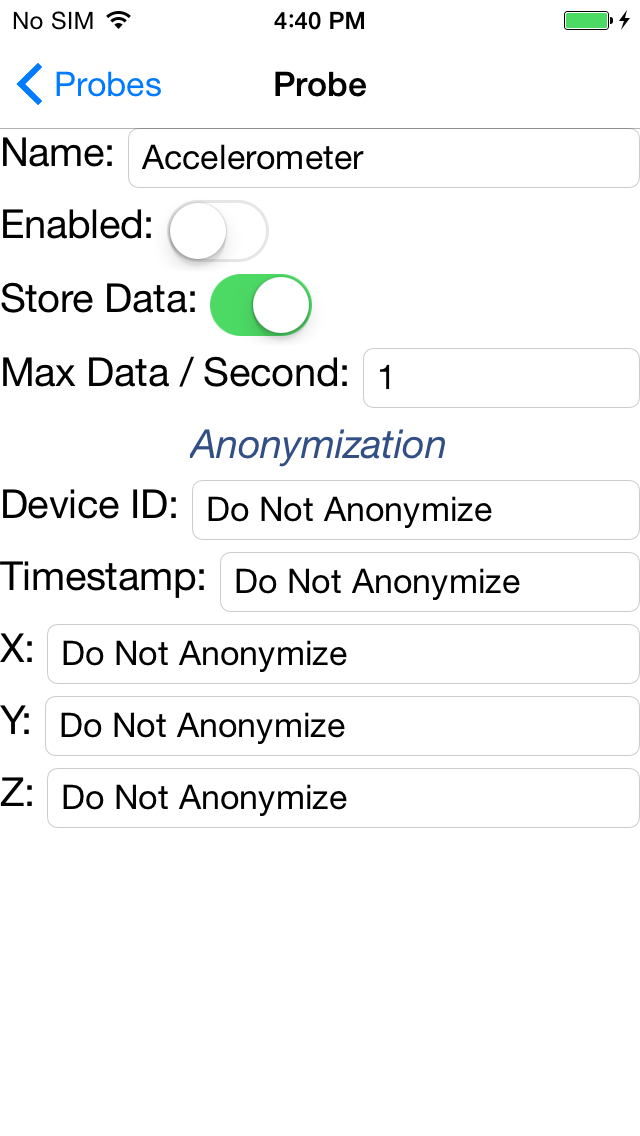 No SIM 4:40 PM
Probes Probe
Name: Accelerometer
Enabled:
Store Data:
Max Data / Second: 1
Anonymization
Device ID: Do Not Anonymize
Timestamp: Do Not Anonymize
X: Do Not Anonymize
Y: Do Not Anonymize
Z: Do Not Anonymize